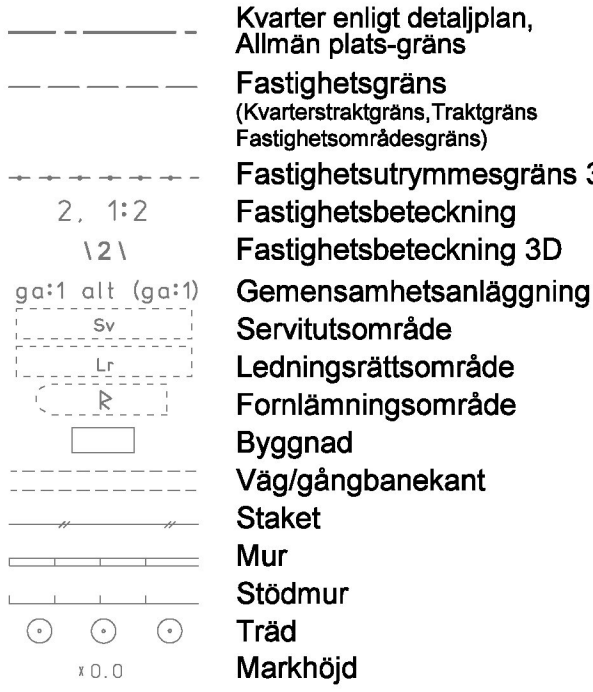 Kvarter enligt detaljplan,
Allmän plats-gräns
Fastighetsgräns
(Kvarterstraktgräns,Traktgräns
Fastighetsområdesgräns)
Fastighetsutrymmesgräns
2, 1:2 Fastighetsbeteckning
\2\ Fastighetsbeteckning 3D
ga:1 alt (ga:1) Gemensamhetsanläggning
Sv Servitutsområde
Lr Ledningsrättsområde
R Fornlämningsområde
Byggnad
Väg/gångbanekant
Staket
Mur
Stödmur
Träd
x0.0 Markhöjd